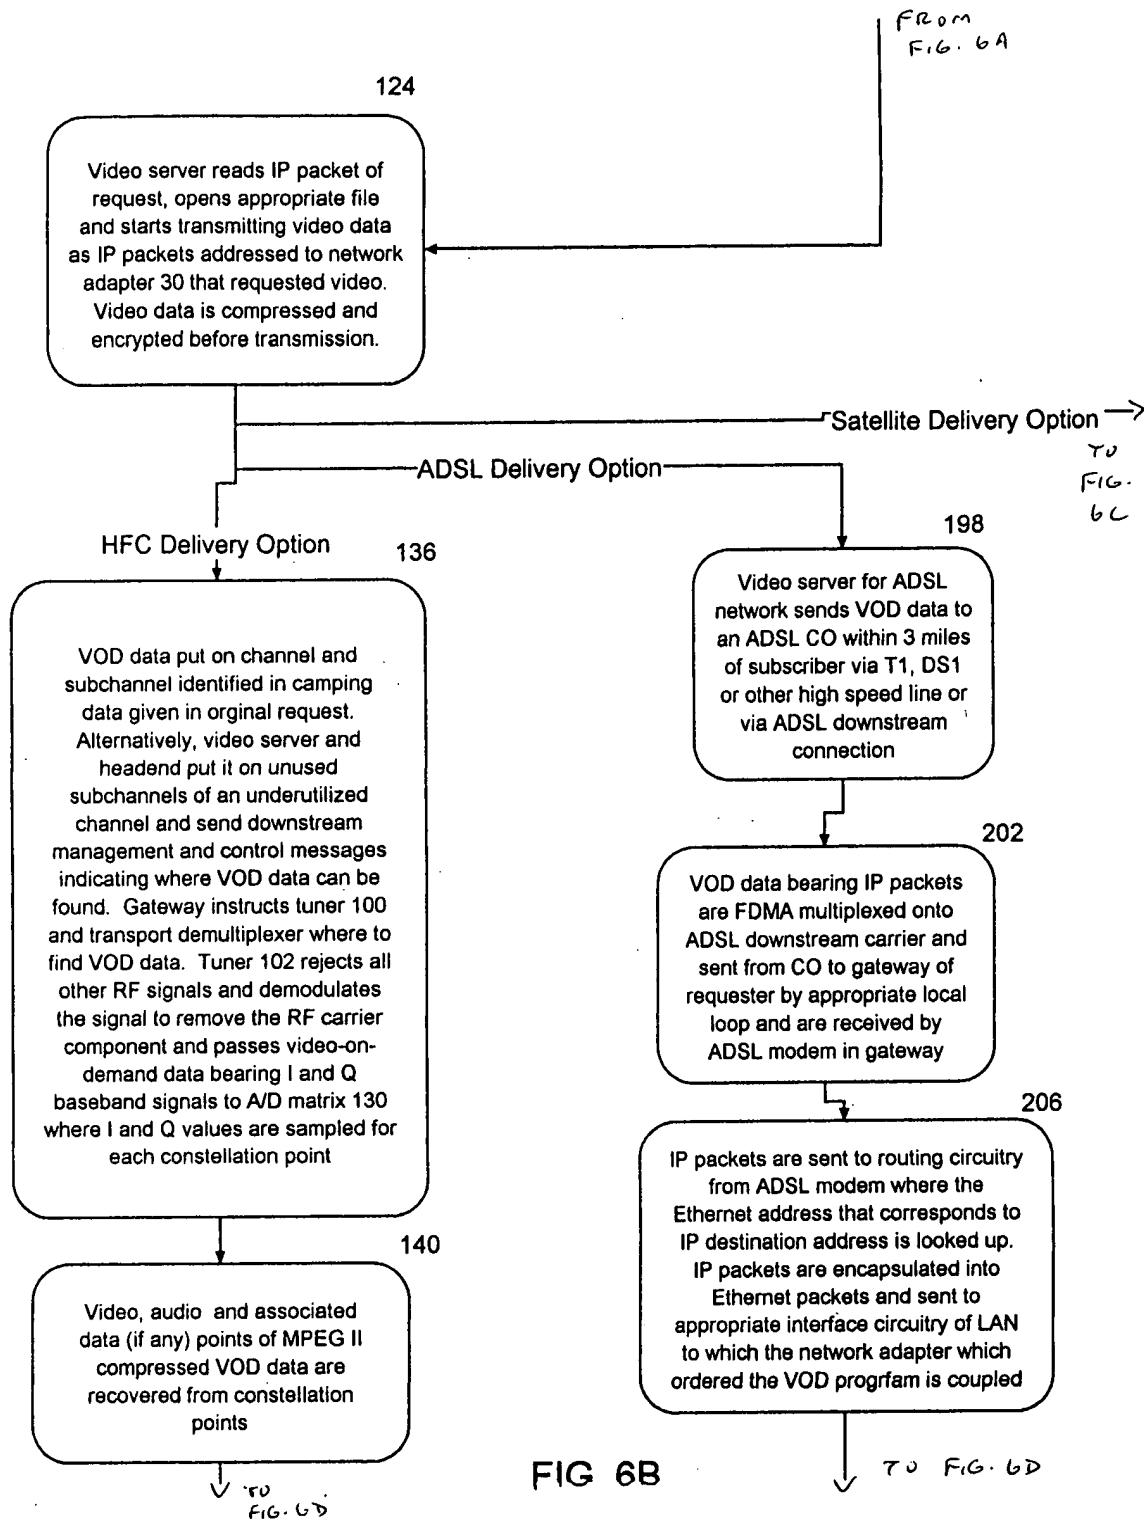 FROM
FIG. 6A
124
Video server reads IP packet of
request, opens appropriate file
and starts transmitting video data
as IP packets addressed to network
adapter 30 that requested video.
Video data is compressed and
encrypted before transmission.
Satellite Delivery Option
TO
FIG.
6C
ADSL Delivery Option
HFC Delivery Option
136
VOD data put on channel and
subchannel identified in camping
data given in orginal request.
Alternatively, video server and
headend put it on unused
subchannels of an underutilized
channel and send downstream
management and control messages
indicating where VOD data can be
found. Gateway instructs tuner 100
and transport demultiplexer where to
find VOD data. Tuner 102 rejects all
other RF signals and demodulates
the signal to remove the RF carrier
component and passes video-on-
demand data bearing I and Q
baseband signals to A/D matrix 130
where I and Q values are sampled for
each constellation point
140
Video, audio and associated
data (if any) points of MPEG II
compressed VOD data are
recovered from constellation
points
TO
FIG. 6D
198
Video server for ADSL
network sends VOD data to
an ADSL CO within 3 miles
of subscriber via T1, DS1
or other high speed line or
via ADSL downstream
connection
202
VOD data bearing IP packets
are FDMA multiplexed onto
ADSL downstream carrier and
sent from CO to gateway of
requester by appropriate local
loop and are received by
ADSL modem in gateway
206
IP packets are sent to routing circuitry
from ADSL modem where the
Ethernet address that corresponds to
IP destination address is looked up.
IP packets are encapsulated into
Ethernet packets and sent to
appropriate interface circuitry of LAN
to which the network adapter which
ordered the VOD progrfam is coupled
TO FIG. 6D
FIG 6B